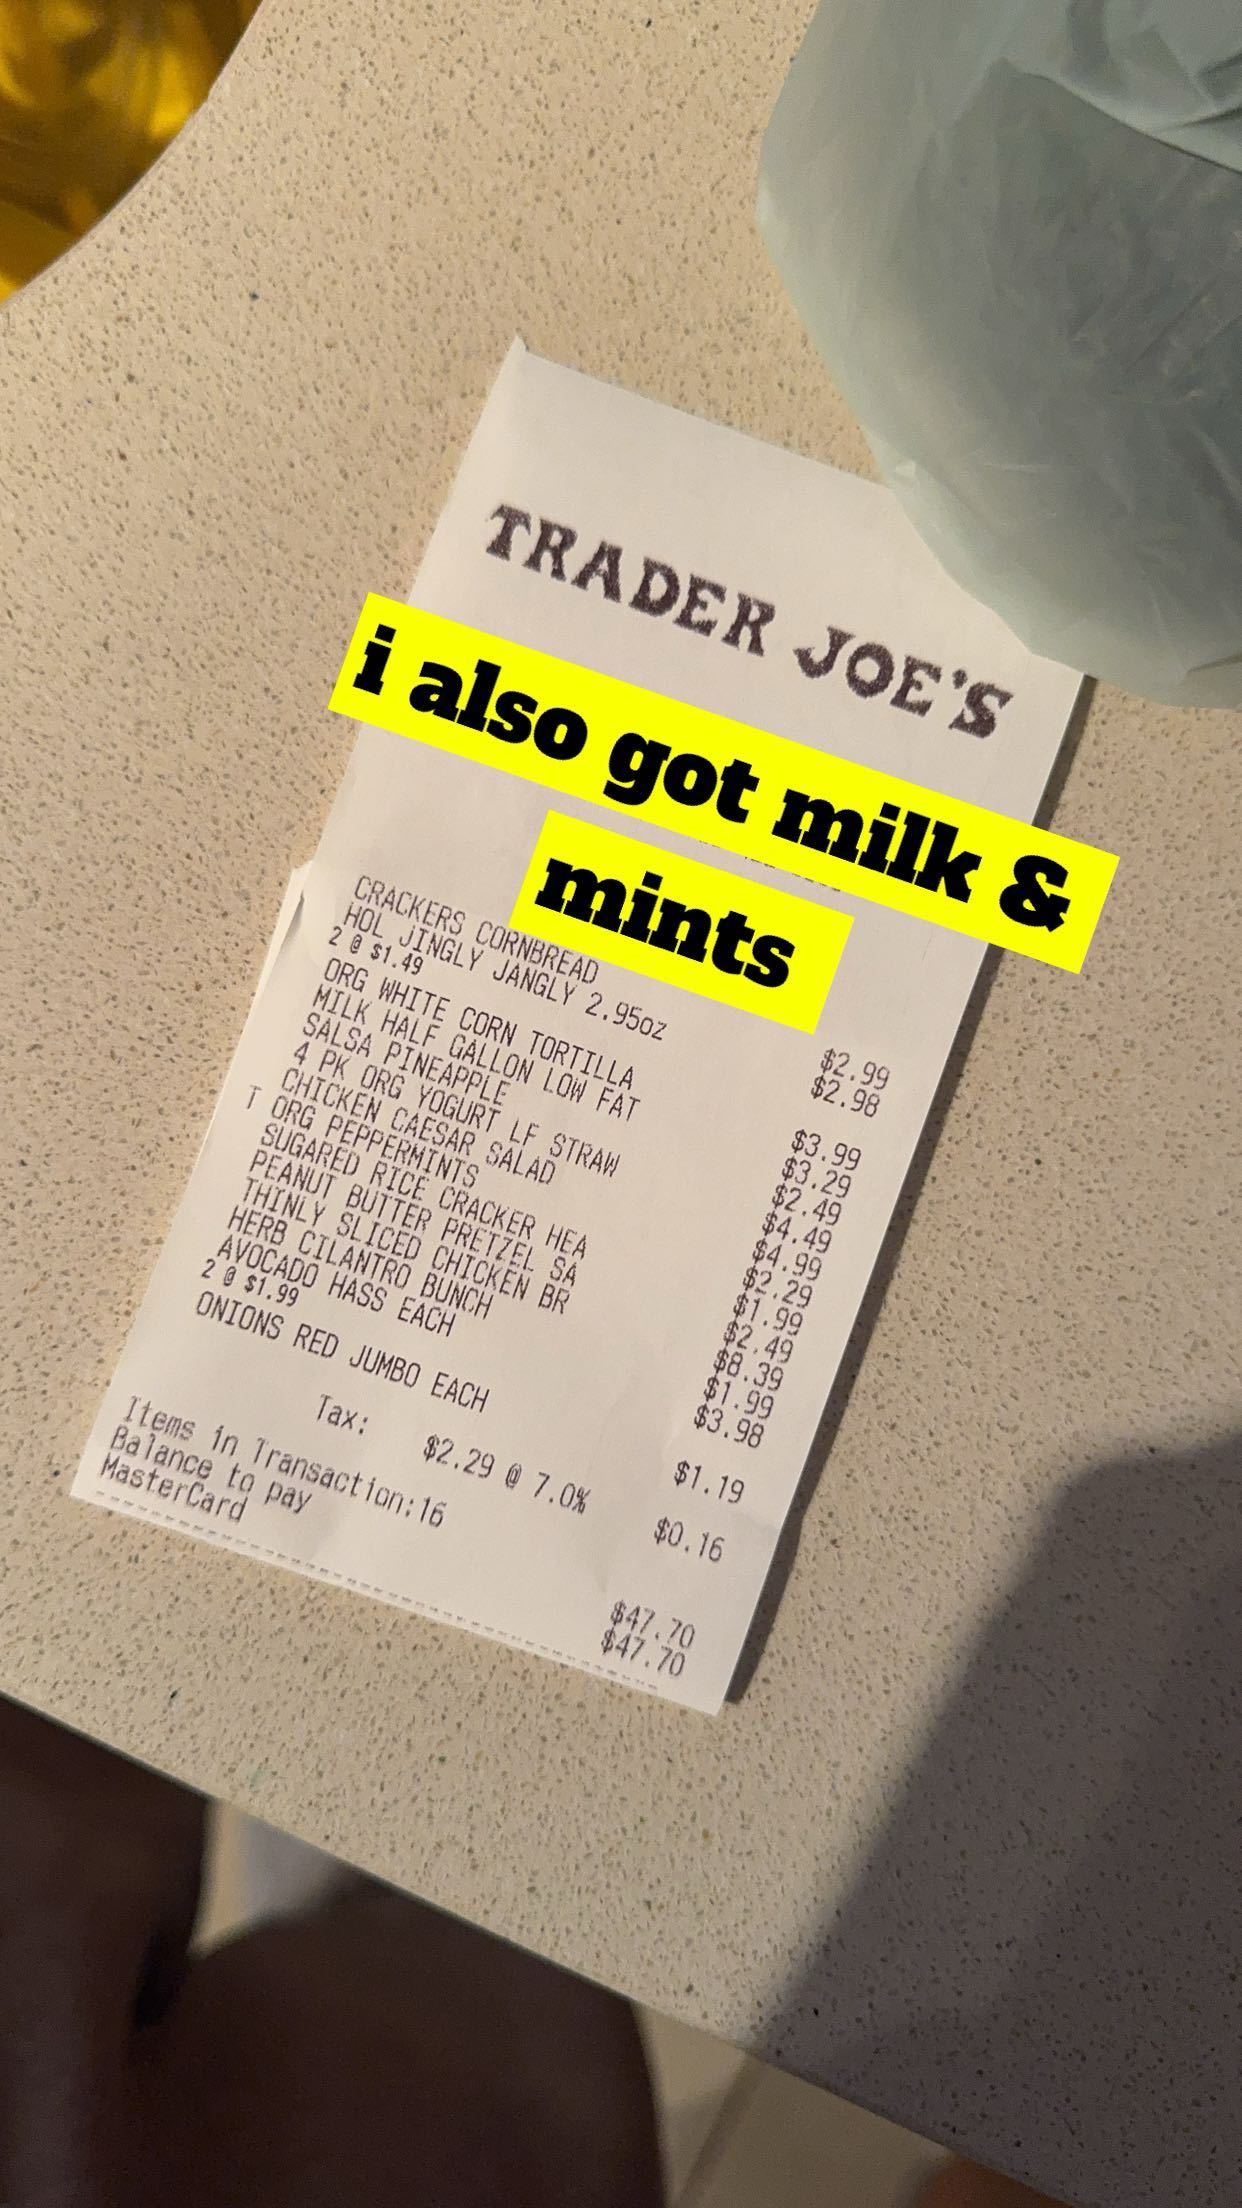 TRADER JOE'S
i also got milk &
mints
CRACKERS CORNBREAD $2.99
HOL JINGLY JANGLY 2.95oz $2.98
2 @ $1.49
ORG WHITE CORN TORTILLA $3.99
MILK HALF GALLON LOW FAT $3.29
SALSA PINEAPPLE $2.49
4 PK ORG YOGURT LF STRAW $4.49
CHICKEN CAESAR SALAD $4.99
T ORG PEPPERMINTS $2.29
SUGARED RICE CRACKER HEA $1.99
PEANUT BUTTER PRETZEL SA $2.49
THINLY SLICED CHICKEN BR $8.39
HERB CILANTRO BUNCH $1.99
AVOCADO HASS EACH $3.98
2 @ $1.99
ONIONS RED JUMBO EACH $1.19
Tax: $2.29 @ 7.0% $0.16
Items in Transaction:16
Balance to pay $47.70
MasterCard $47.70